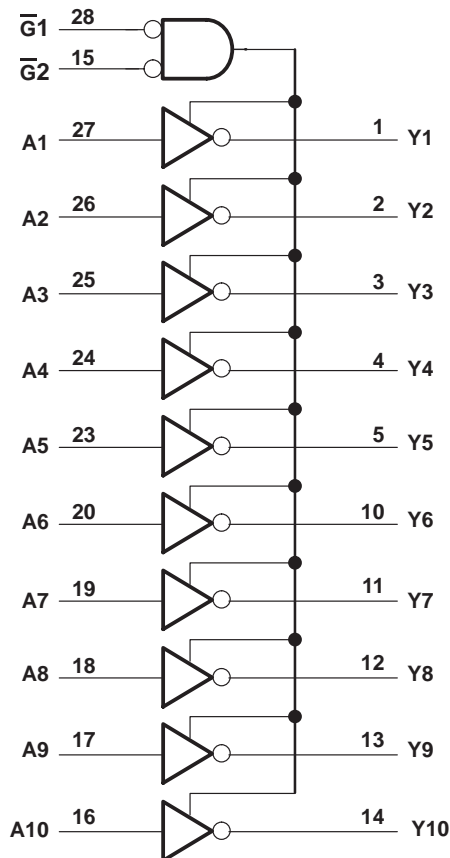 G̅1 28
G̅2 15
A1 27 1 Y1
A2 26 2 Y2
A3 25 3 Y3
A4 24 4 Y4
A5 23 5 Y5
A6 20 10 Y6
A7 19 11 Y7
A8 18 12 Y8
A9 17 13 Y9
A10 16 14 Y10